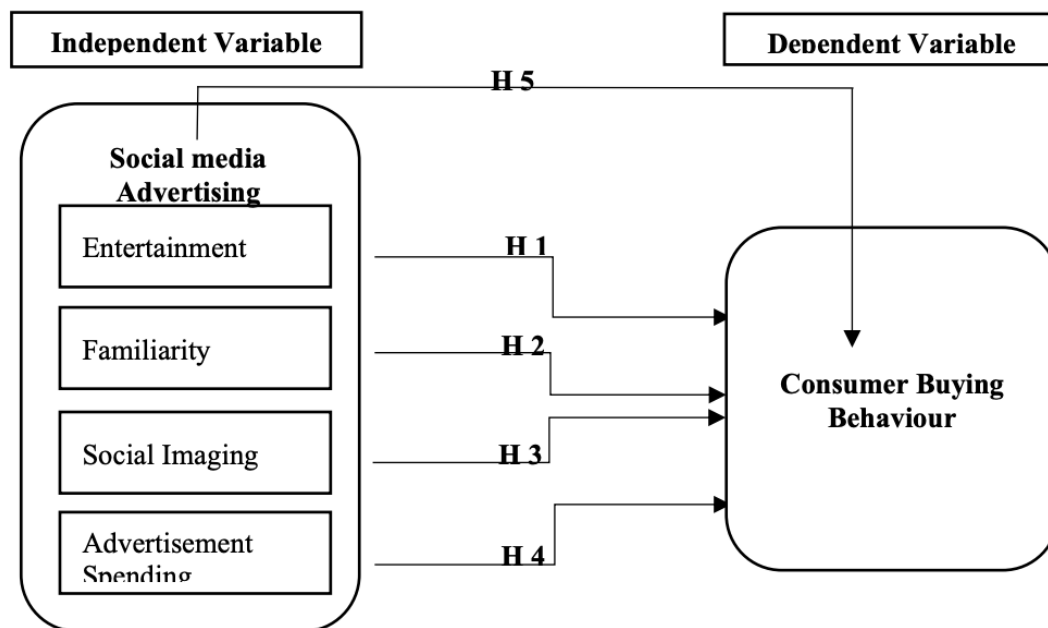 Independent Variable
Dependent Variable
H 5
Social media
Advertising
Entertainment
H 1
Familiarity
H 2
Social Imaging
H 3
Advertisement
Spending
H 4
Consumer Buying
Behaviour